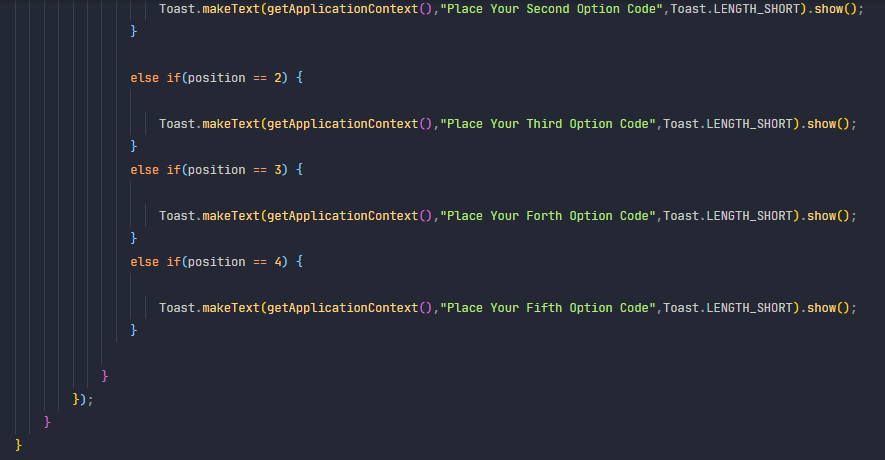 Toast.makeText(getApplicationContext(),"Place Your Second Option Code",Toast.LENGTH_SHORT).show();
}
else if(position == 2) {
Toast.makeText(getApplicationContext(),"Place Your Third Option Code",Toast.LENGTH_SHORT).show();
}
else if(position == 3) {
Toast.makeText(getApplicationContext(),"Place Your Forth Option Code",Toast.LENGTH_SHORT).show();
}
else if(position == 4) {
Toast.makeText(getApplicationContext(),"Place Your Fifth Option Code",Toast.LENGTH_SHORT).show();
}
}
});
}
}